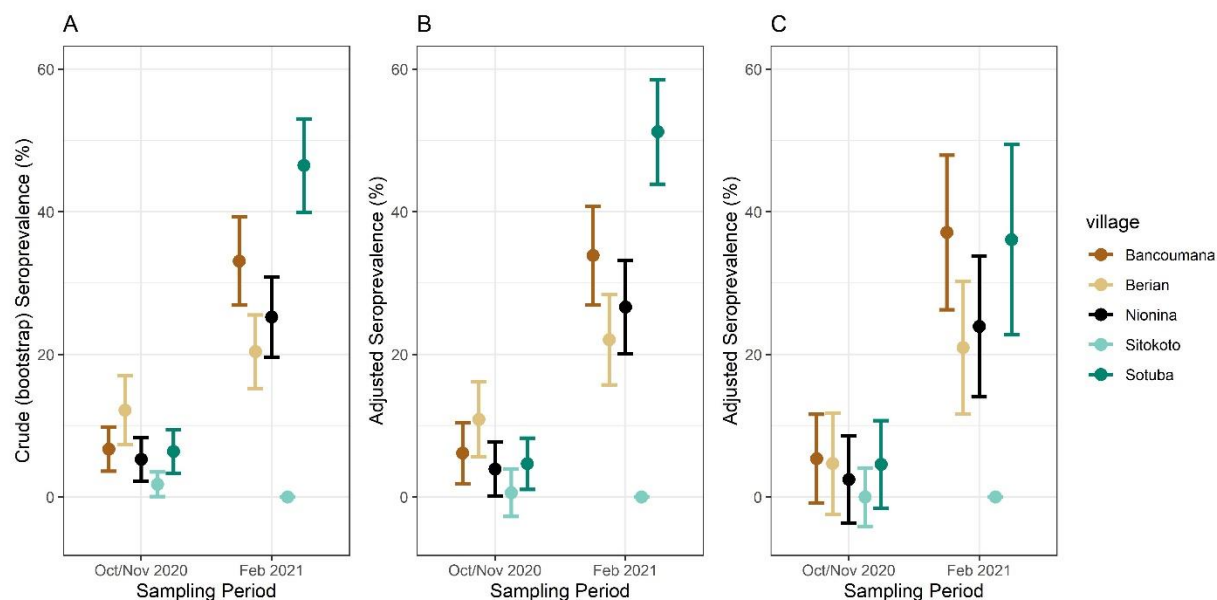 A
Crude (bootstrap) Seroprevalence (%)
60
40
20
0
Oct/Nov 2020
Feb 2021
Sampling Period
B
Adjusted Seroprevalence (%)
60
40
20
0
Oct/Nov 2020
Feb 2021
Sampling Period
C
Adjusted Seroprevalence (%)
60
40
20
0
Oct/Nov 2020
Feb 2021
Sampling Period
village
Bancoumana
Berian
Nionina
Sitokoto
Sotuba